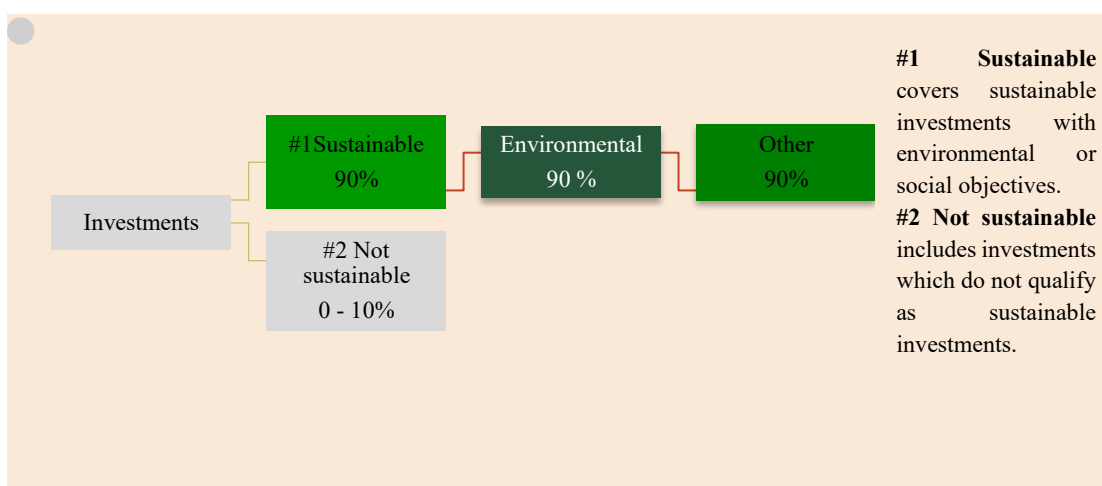 Investments
#1Sustainable
90%
#2 Not
sustainable
0 - 10%
Environmental
90 %
Other
90%
#1 Sustainable
covers sustainable
investments with
environmental or
social objectives.
#2 Not sustainable
includes investments
which do not qualify
as sustainable
investments.